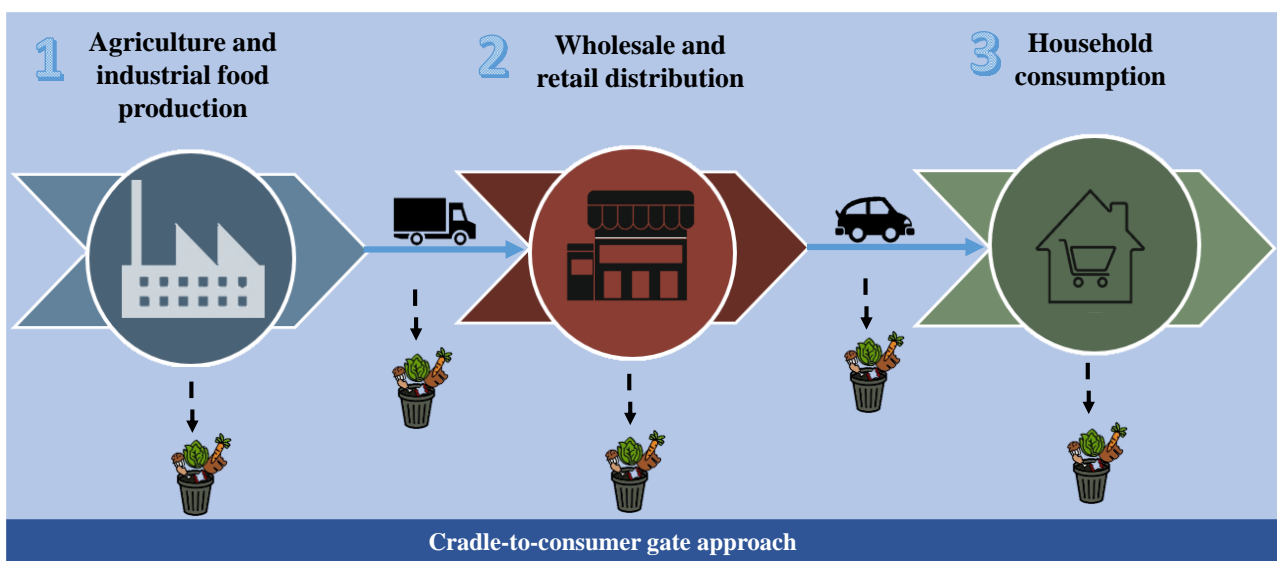 1
Agriculture and
industrial food
production
2
Wholesale and
retail distribution
3
Household
consumption
Cradle-to-consumer gate approach